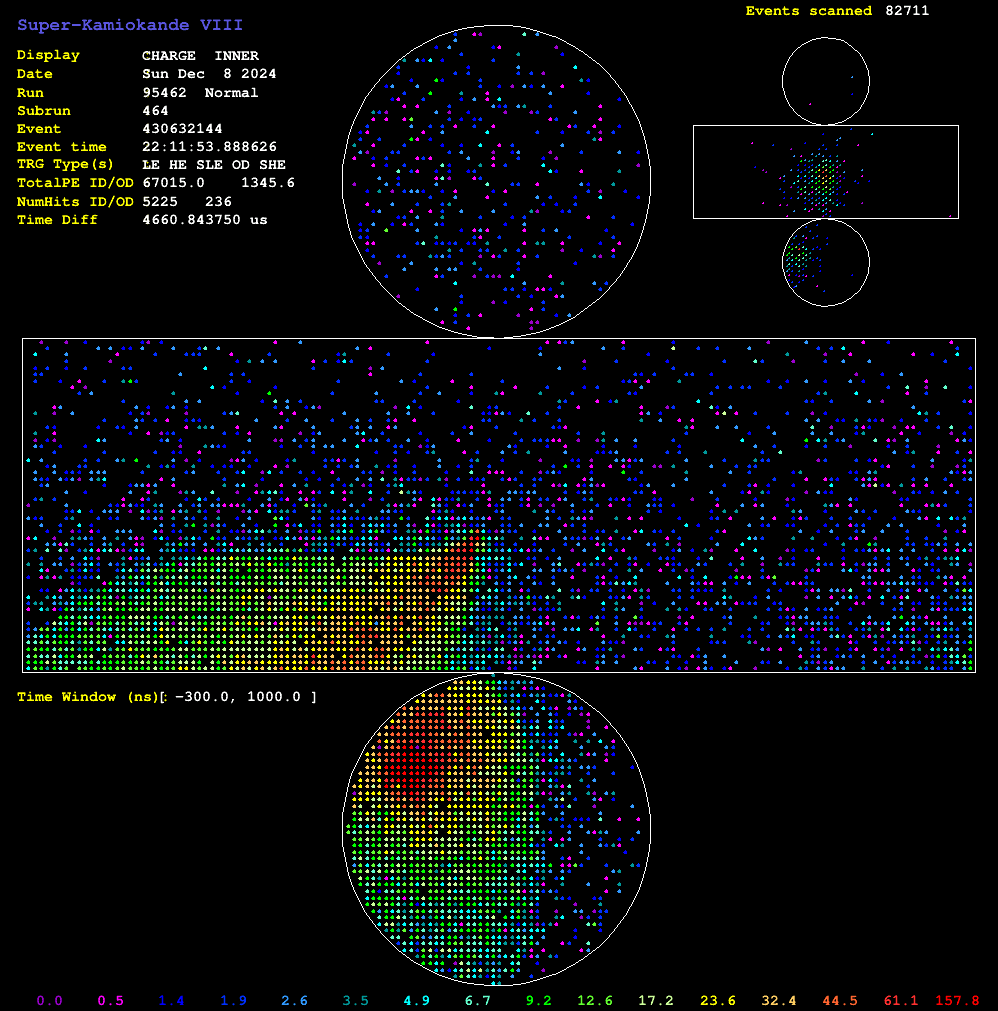 Super-Kamiokande VIII
Events scanned 82711
Display CHARGE INNER
Date Sun Dec 8 2024
Run 95462 Normal
Subrun 464
Event 430632144
Event time 22:11:53.888626
TRG Type(s) LE HE SLE OD SHE
TotalPE ID/OD 67015.0 1345.6
NumHits ID/OD 5225 236
Time Diff 4660.843750 us
Time Window (ns)[: −300.0, 1000.0 ]
0.0 0.5 1.4 1.9 2.6 3.5 4.9 6.7 9.2 12.6 17.2 23.6 32.4 44.5 61.1 157.8